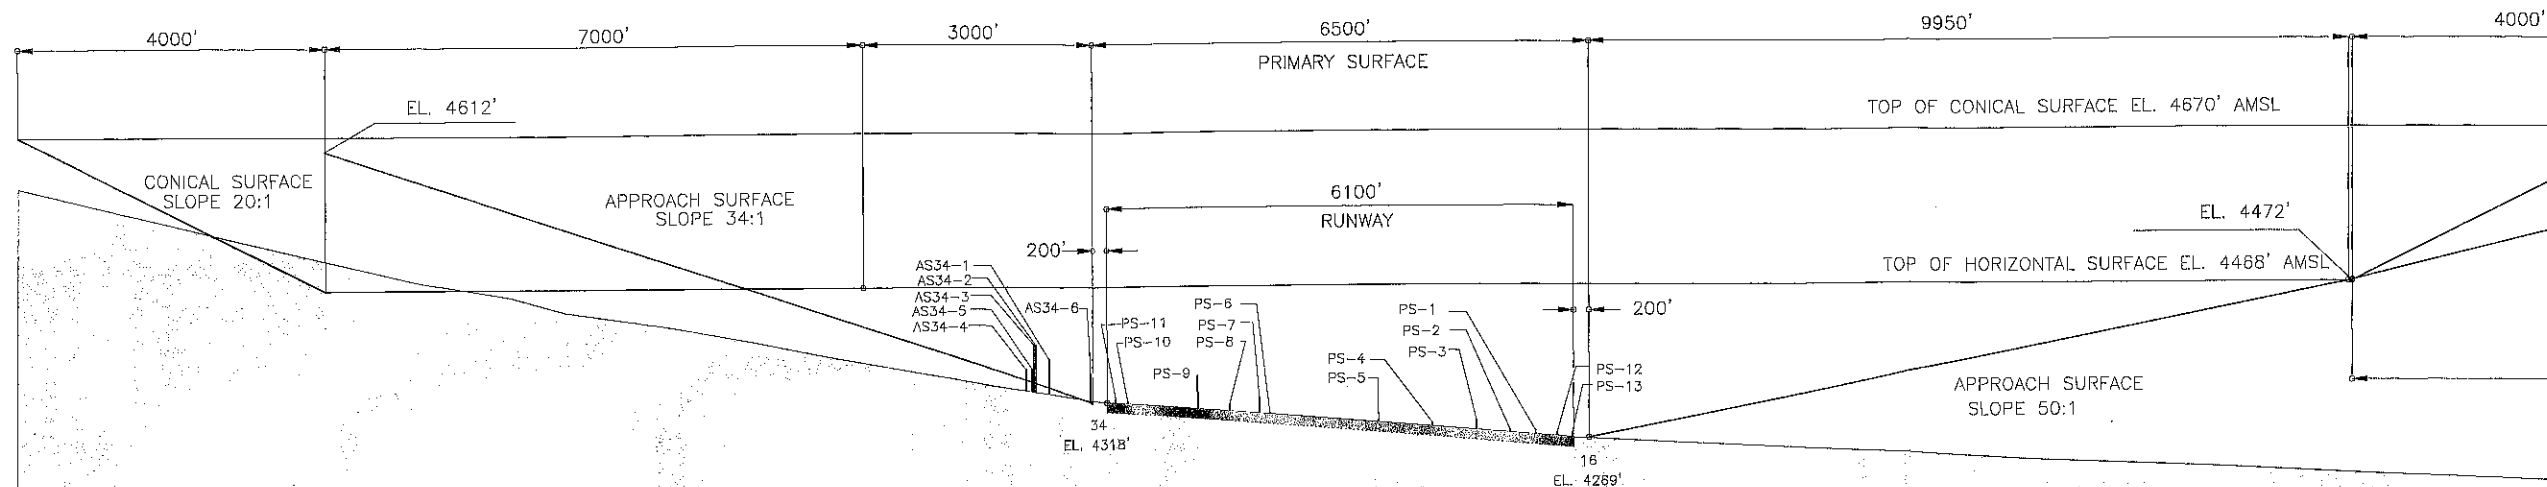 4000'
7000'
3000'
6500'
9950'
4000'
PRIMARY SURFACE
EL. 4612'
TOP OF CONICAL SURFACE EL. 4670' AMSL
CONICAL SURFACE
SLOPE 20:1
APPROACH SURFACE
SLOPE 34:1
6100'
RUNWAY
EL. 4472'
200'
TOP OF HORIZONTAL SURFACE EL. 4468' AMSL
AS34-1
AS34-2
AS34-3
AS34-5
AS34-4
AS34-6
PS-11
PS-10
PS-9
PS-6
PS-7
PS-8
PS-4
PS-5
PS-1
PS-2
PS-3
200'
PS-12
PS-13
APPROACH SURFACE
SLOPE 50:1
34
EL. 4318'
16
EL. 4269'